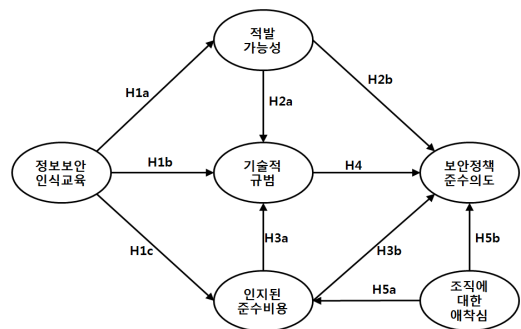 적발
가능성
H1a
H2b
H2a
정보보안
인식교육
H1b
기술적
규범
H4
보안정책
준수의도
H1c
H3a
H3b
H5b
H5a
인지된
준수비용
조직에
대한
애착심